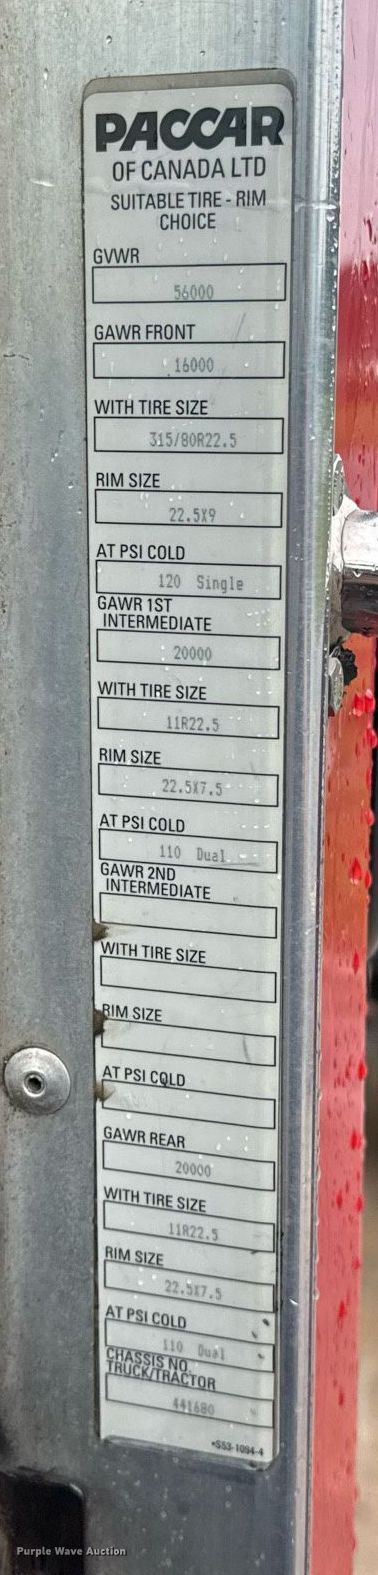 PACCAR
OF CANADA LTD
SUITABLE TIRE - RIM
CHOICE
GVWR
56000
GAWR FRONT
16000
WITH TIRE SIZE
315/80R22.5
RIM SIZE
22.5X9
AT PSI COLD
120 Single
GAWR 1ST
INTERMEDIATE
20000
WITH TIRE SIZE
11R22.5
RIM SIZE
22.5X7.5
AT PSI COLD
110 Dual
GAWR 2ND
INTERMEDIATE
WITH TIRE SIZE
RIM SIZE
AT PSI COLD
GAWR REAR
20000
WITH TIRE SIZE
11R22.5
RIM SIZE
22.5X7.5
AT PSI COLD
110 Dual
CHASSIS NO.
TRUCK/TRACTOR
441680
•S53-1094-4
Purple Wave Auction